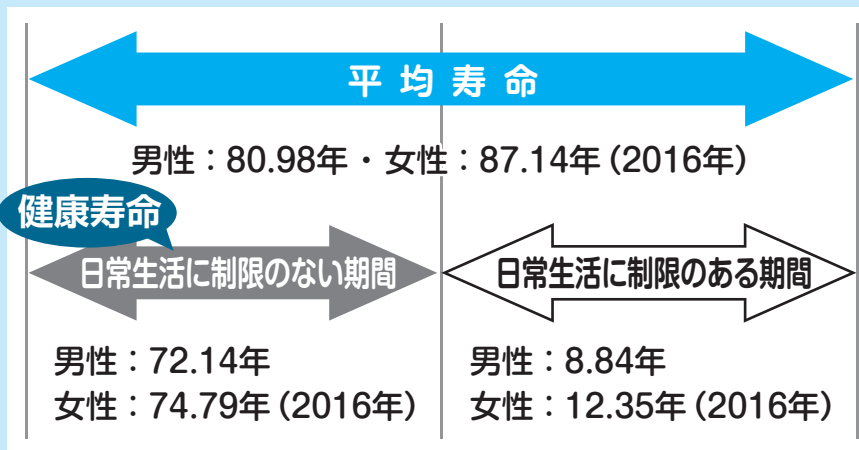 平均寿命
男性：80.98年・女性：87.14年（2016年）
健康寿命
日常生活に制限のない期間
日常生活に制限のある期間
男性：72.14年
女性：74.79年（2016年）
男性：8.84年
女性：12.35年（2016年）